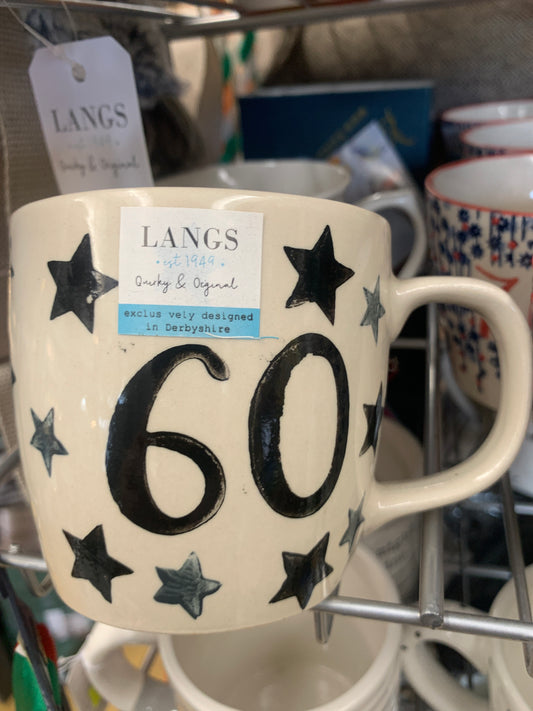 LANGS
Quirky & Original
LANGS
·est 1949·
Quirky & Original
exclus vely designed
in Derbyshire
60